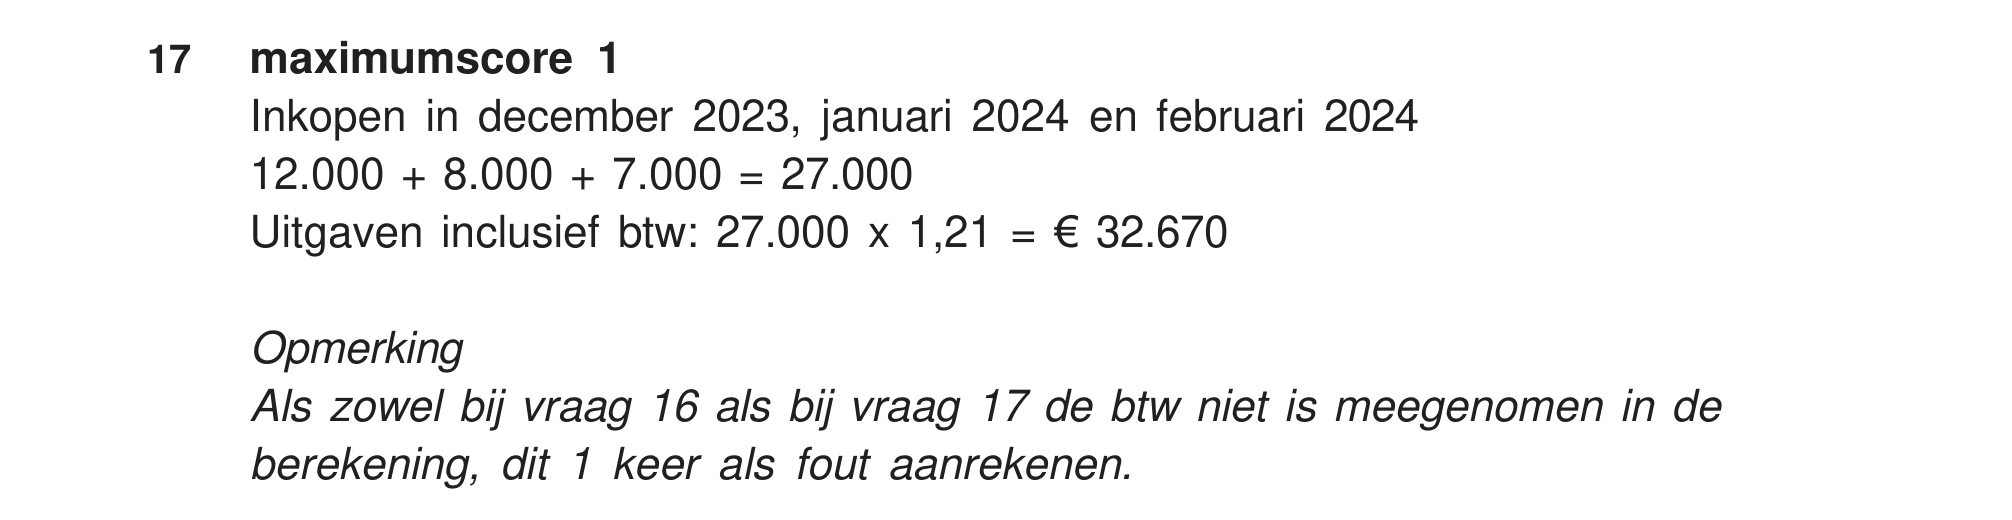 17 maximumscore 1
Inkopen in december 2023, januari 2024 en februari 2024
12.000 + 8.000 + 7.000 = 27.000
Uitgaven inclusief btw: 27.000 x 1,21 = € 32.670
Opmerking
Als zowel bij vraag 16 als bij vraag 17 de btw niet is meegenomen in de
berekening, dit 1 keer als fout aanrekenen.